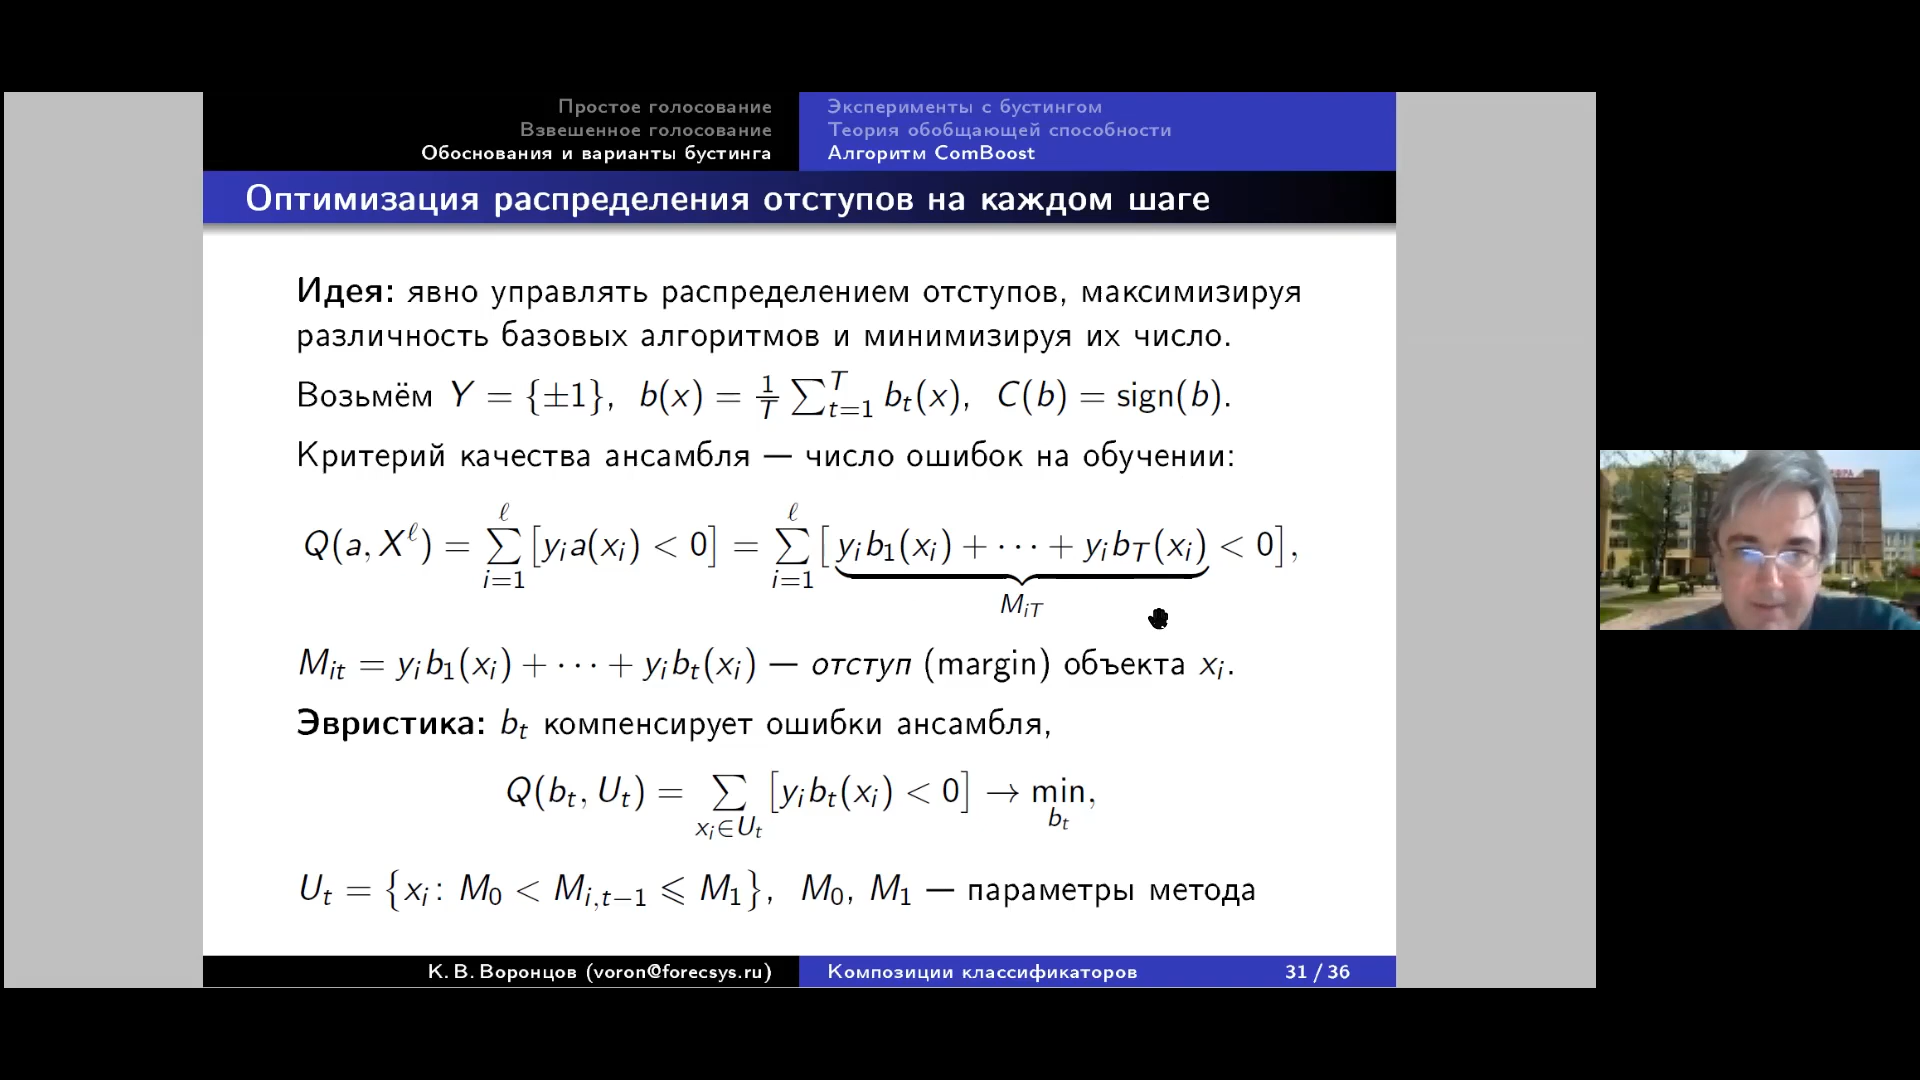 Простое голосование
Взвешенное голосование
Обоснования и варианты бустинга
Эксперименты с бустингом
Теория обобщающей способности
Алгоритм ComBoost
Оптимизация распределения отступов на каждом шаге
Идея: явно управлять распределением отступов, максимизируя
различность базовых алгоритмов и минимизируя их число.
Возьмём Y = {±1}, b(x) = 1/T ∑_{t=1}^{T} b_t(x), C(b) = sign(b).
Критерий качества ансамбля — число ошибок на обучении:
Q(a, X^ℓ) = ∑_{i=1}^{ℓ} [y_i a(x_i) < 0] = ∑_{i=1}^{ℓ} [y_i b_1(x_i) + ⋯ + y_i b_T(x_i) < 0],
M_{iT}
M_{it} = y_i b_1(x_i) + ⋯ + y_i b_t(x_i) — отступ (margin) объекта x_i.
Эвристика: b_t компенсирует ошибки ансамбля,
Q(b_t, U_t) = ∑_{x_i∈U_t} [y_i b_t(x_i) < 0] → min_{b_t},
U_t = {x_i : M_0 < M_{i,t−1} ⩽ M_1}, M_0, M_1 — параметры метода
К. В. Воронцов (voron@forecsys.ru)
Композиции классификаторов
31 / 36